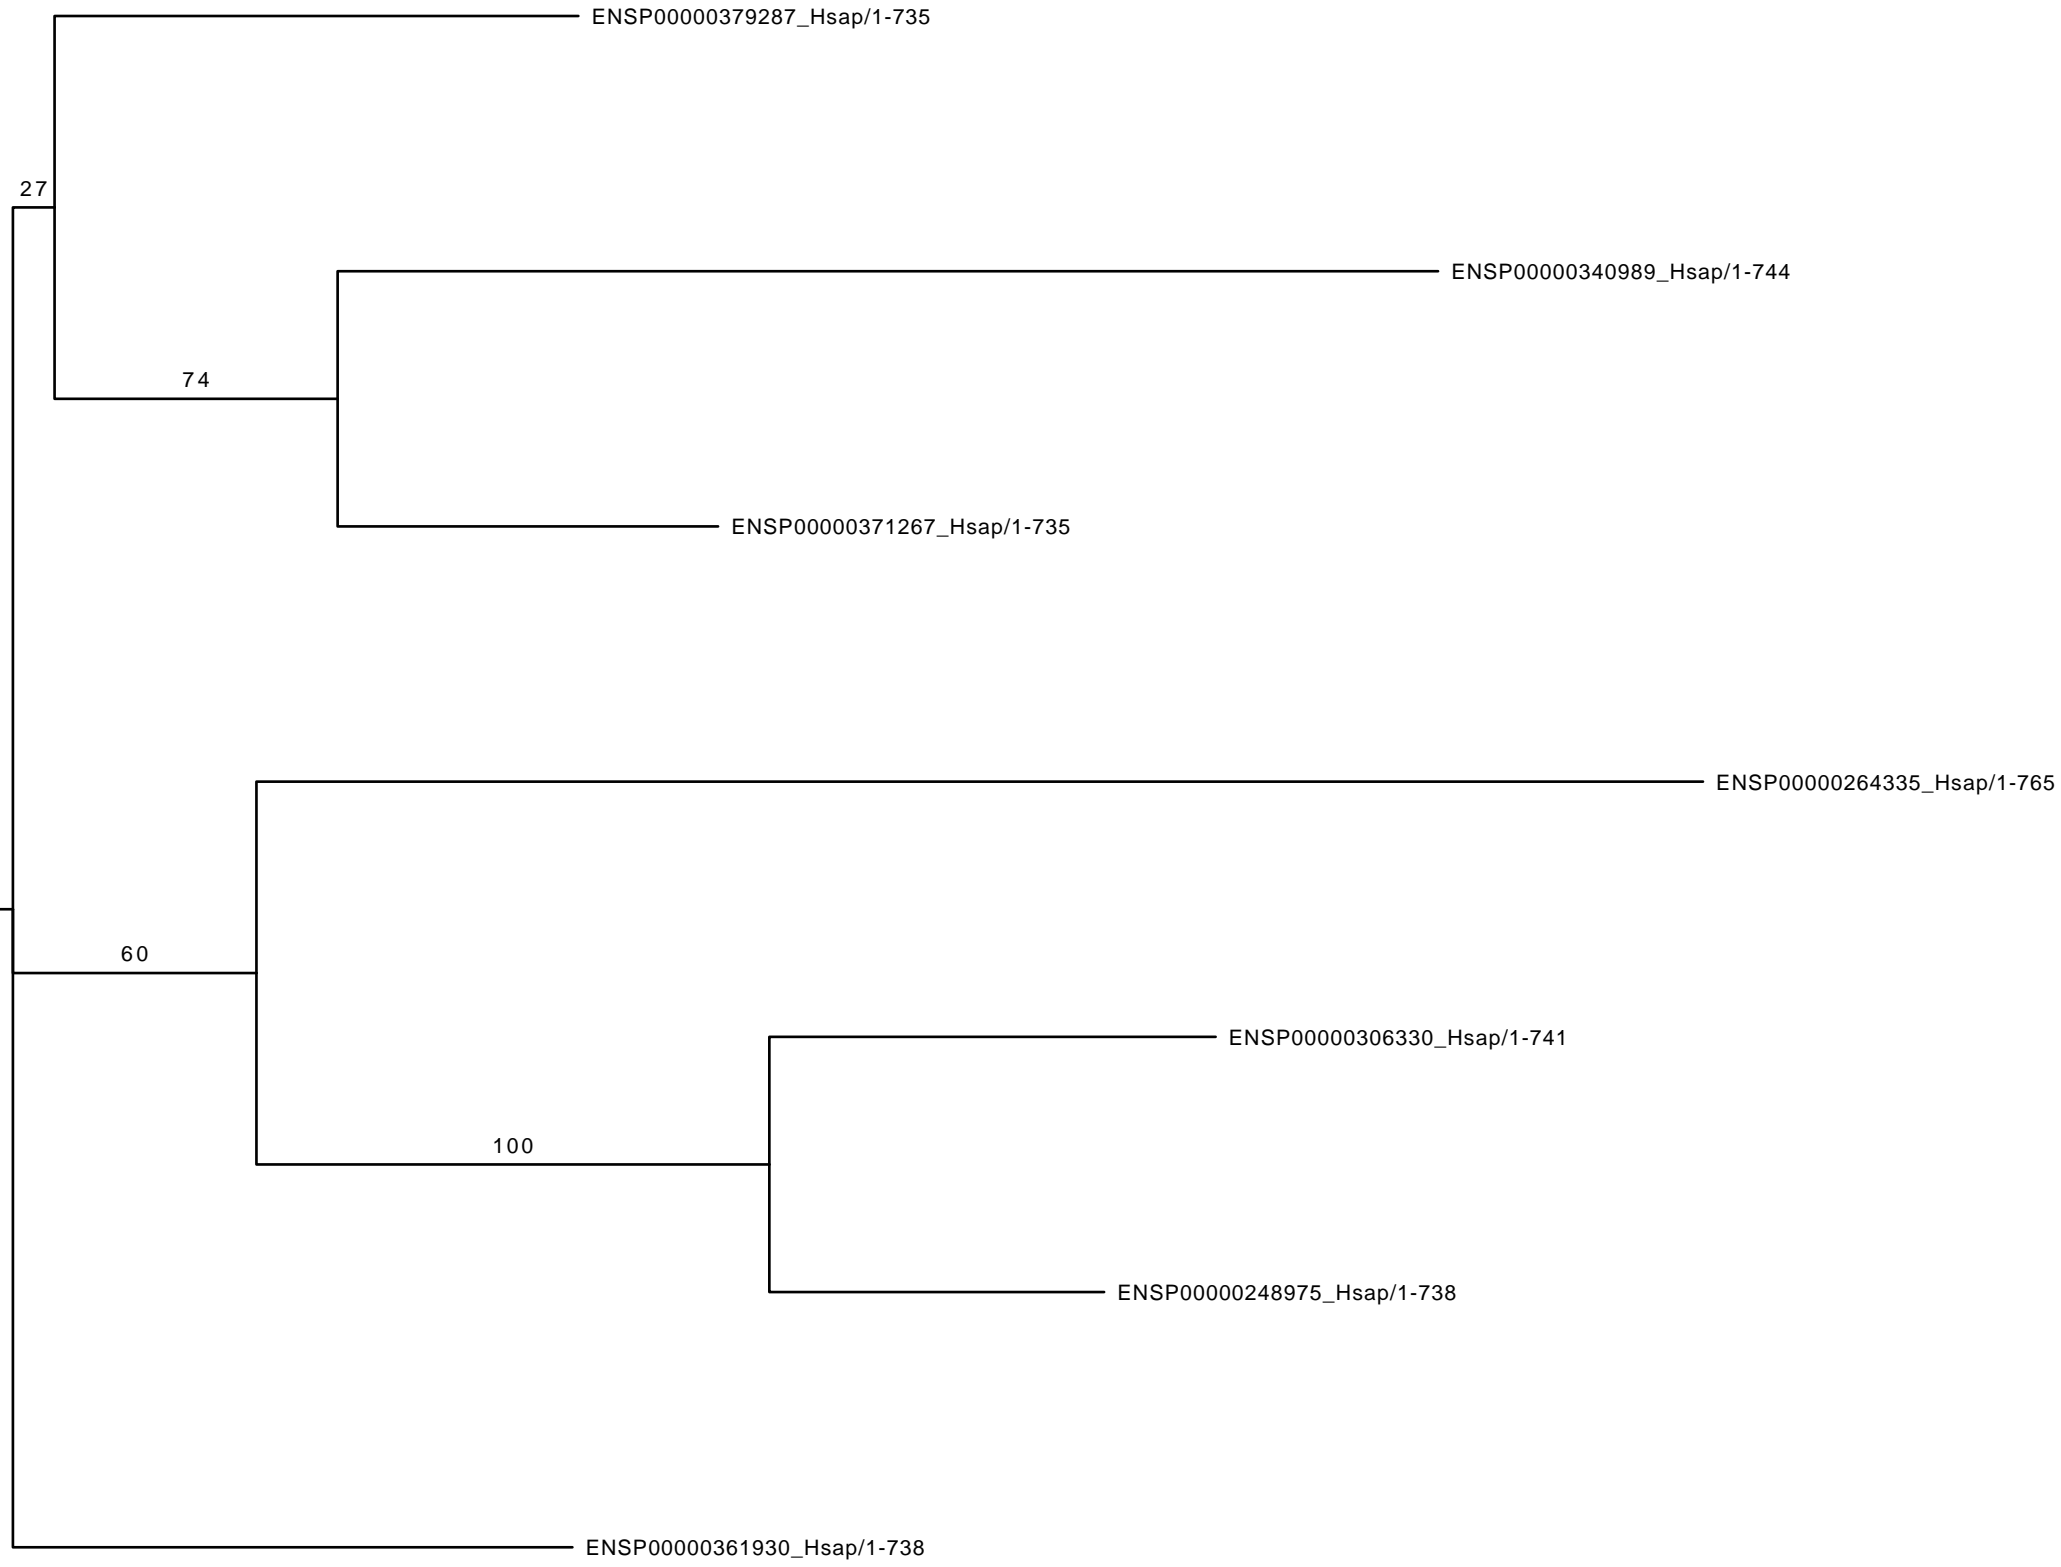 ENSP00000379287_Hsap/1-735
27
ENSP00000340989_Hsap/1-744
74
ENSP00000371267_Hsap/1-735
ENSP00000264335_Hsap/1-765
60
ENSP00000306330_Hsap/1-741
100
ENSP00000248975_Hsap/1-738
ENSP00000361930_Hsap/1-738